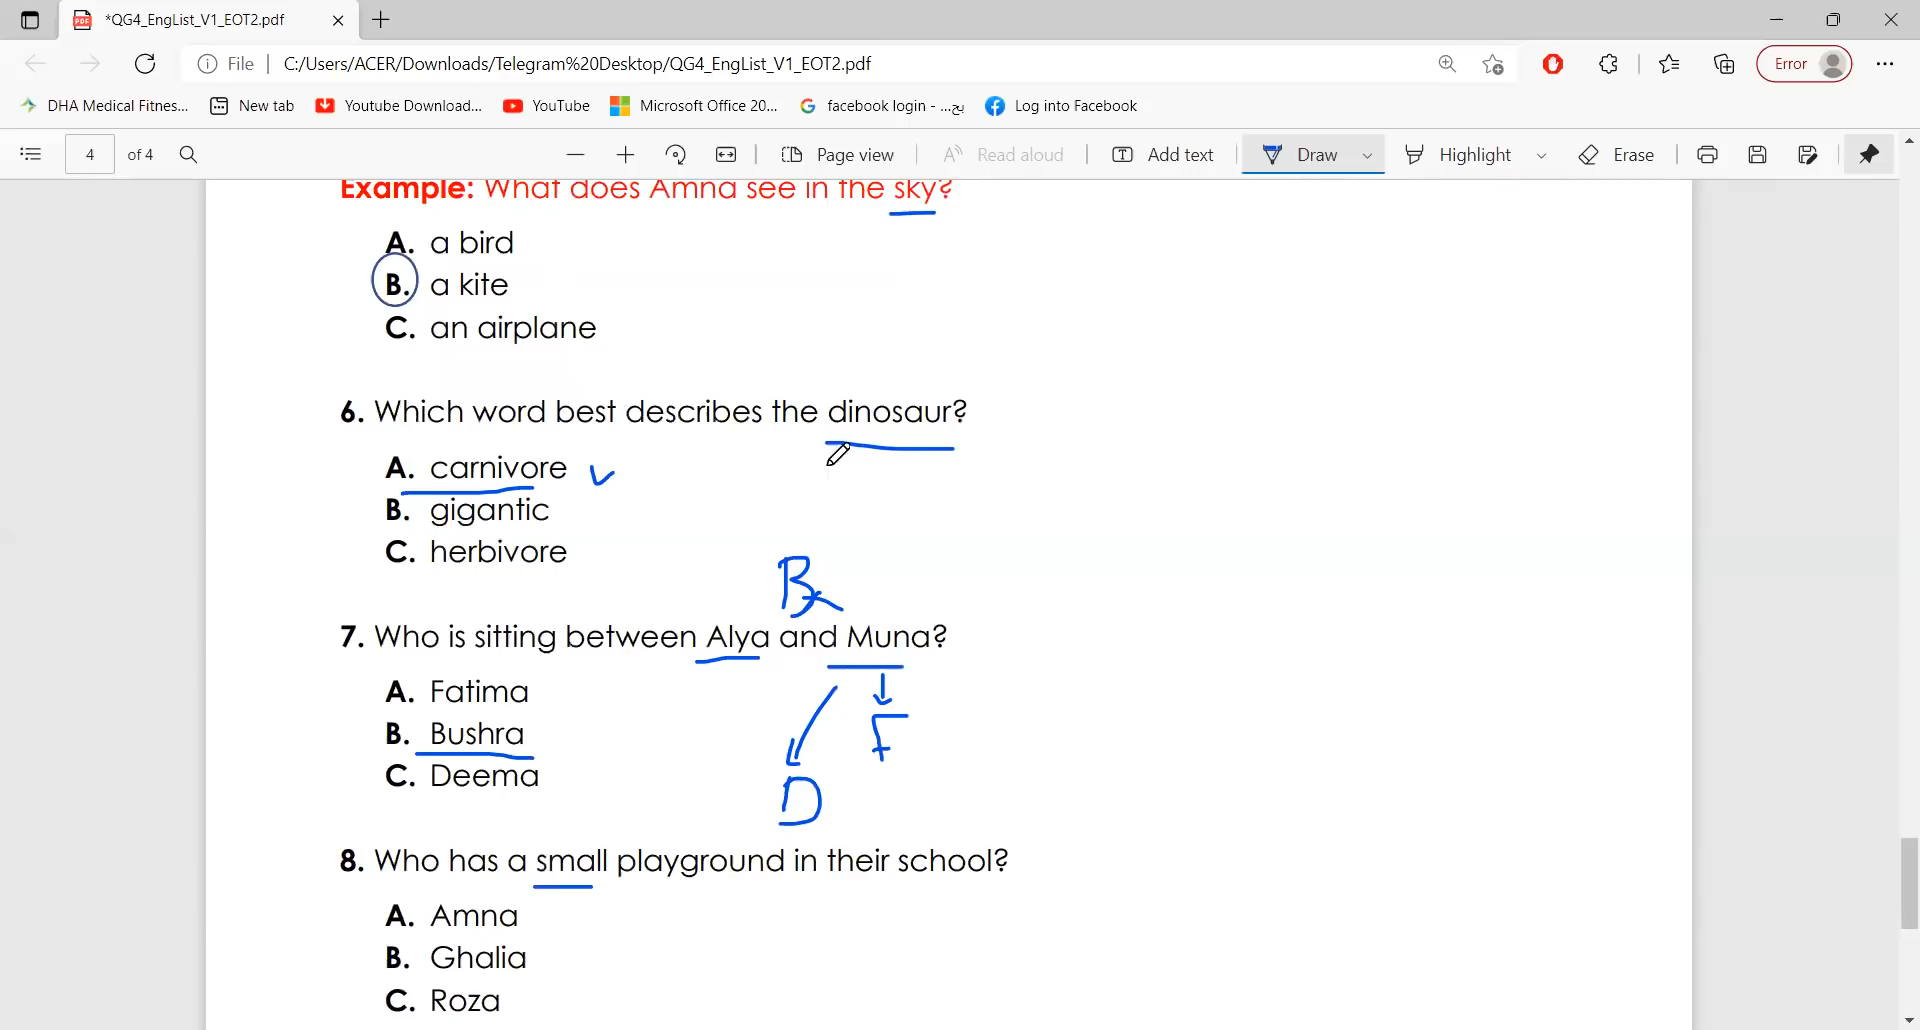 *QG4_EngList_V1_EOT2.pdf
File C:/Users/ACER/Downloads/Telegram%20Desktop/QG4_EngList_V1_EOT2.pdf Error
DHA Medical Fitnes... New tab Youtube Download... YouTube Microsoft Office 20... facebook login - ...بح Log into Facebook
4 of 4 Page view Read aloud Add text Draw Highlight Erase
Example: What does Amna see in the sky?
A. a bird
B. a kite
C. an airplane
6. Which word best describes the dinosaur?
A. carnivore
B. gigantic
C. herbivore
B
7. Who is sitting between Alya and Muna?
A. Fatima
F
B. Bushra
C. Deema
D
8. Who has a small playground in their school?
A. Amna
B. Ghalia
C. Roza